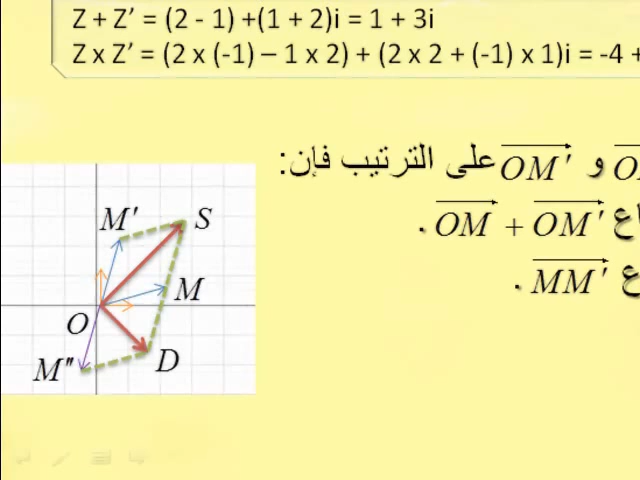 Z + Z’ = (2 - 1) +(1 + 2)i = 1 + 3i
Z x Z’ = (2 x (-1) – 1 x 2) + (2 x 2 + (-1) x 1)i = -4 +
و OM' على الترتيب فإن:
OM + OM' .
MM' .
M'
S
M
O
D
M"